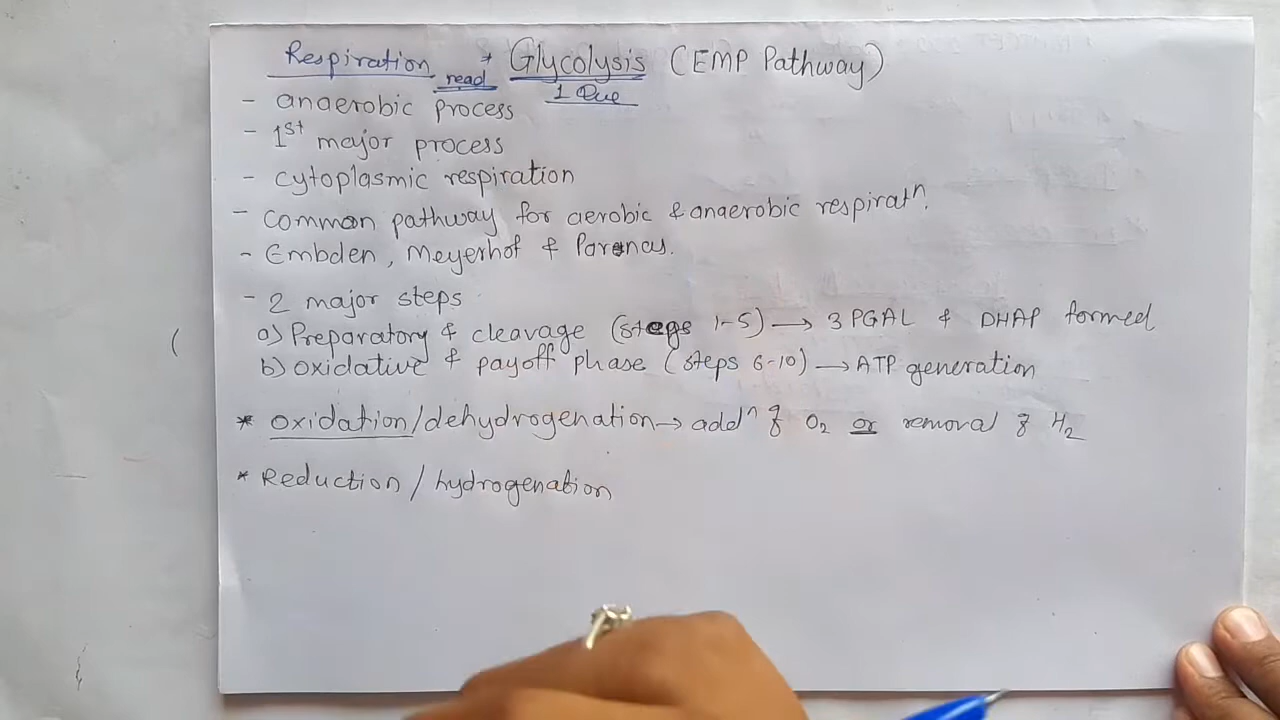 Respiration * Glycolysis (EMP Pathway)
read 1 Que
- anaerobic process
- 1st major process
- cytoplasmic respiration
- common pathway for aerobic & anaerobic respiratn.
- Embden, Meyerhof & Parenas.
- 2 major steps
a) Preparatory & cleavage (steps 1-5) → 3 PGAL & DHAP formed
b) oxidative & payoff phase (steps 6-10) → ATP generation
* oxidation/dehydrogenation → addn of O2 or removal of H2
* Reduction / hydrogenation